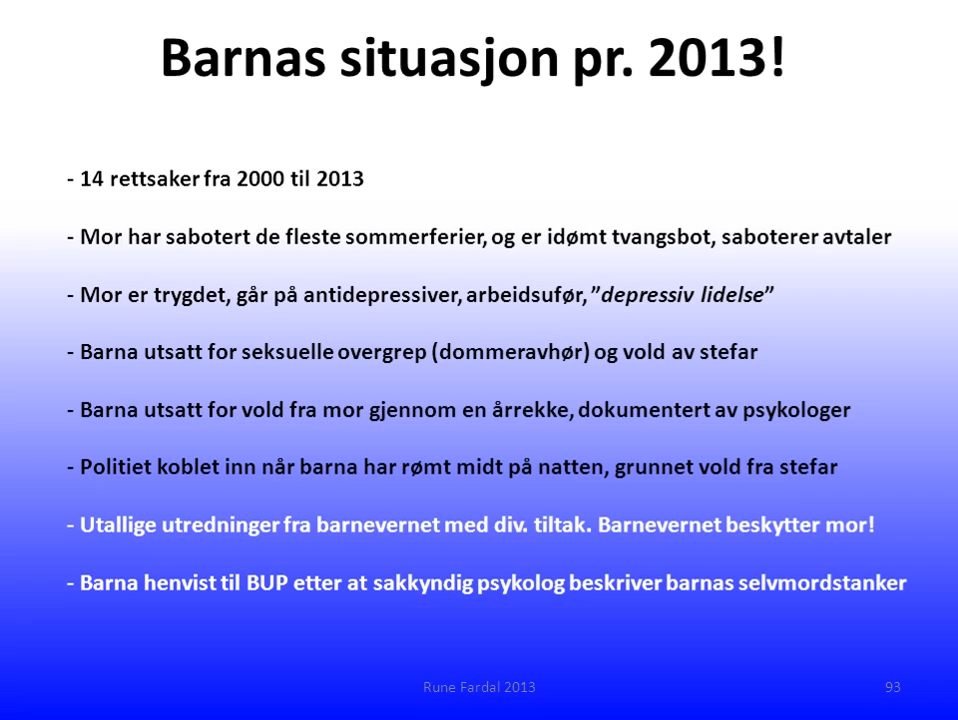 Barnas situasjon pr. 2013!
- 14 rettsaker fra 2000 til 2013
- Mor har sabotert de fleste sommerferier, og er idømt tvangsbot, saboterer avtaler
- Mor er trygdet, går på antidepressiver, arbeidsufør, ”depressiv lidelse”
- Barna utsatt for seksuelle overgrep (dommeravhør) og vold av stefar
- Barna utsatt for vold fra mor gjennom en årrekke, dokumentert av psykologer
- Politiet koblet inn når barna har rømt midt på natten, grunnet vold fra stefar
- Utallige utredninger fra barnevernet med div. tiltak. Barnevernet beskytter mor!
- Barna henvist til BUP etter at sakkyndig psykolog beskriver barnas selvmordstanker
Rune Fardal 2013
93